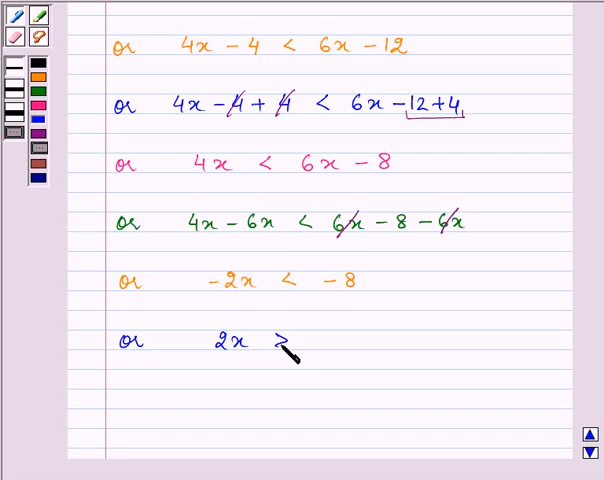 or 4x - 4 < 6x - 12
or 4x - 4 + 4 < 6x - 12 + 4
or 4x < 6x - 8
or 4x - 6x < 6x - 8 - 6x
or -2x < -8
or 2x >